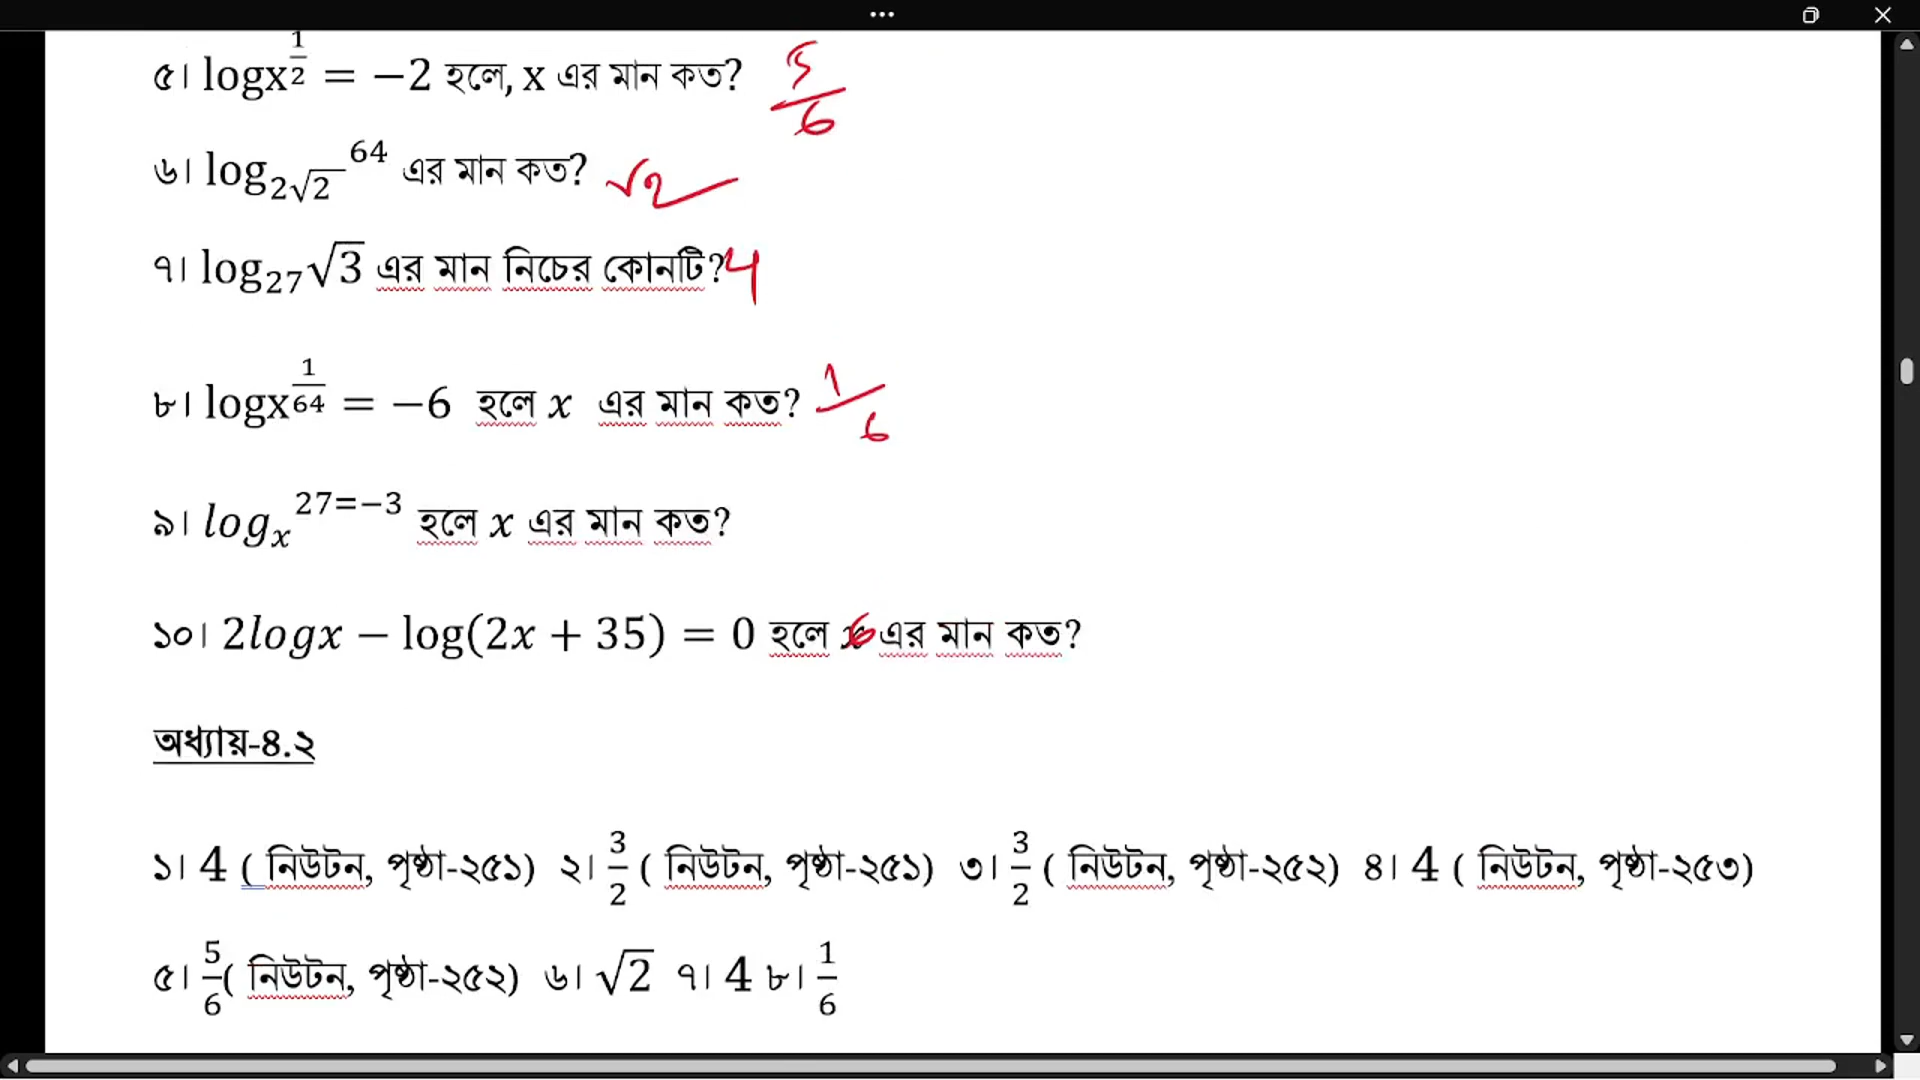 ৫। logx^{1/2} = −2 হলে, x এর মান কত? 5/6
৬। log_{2√2}^{64} এর মান কত? √2
৭। log_{27}√3 এর মান নিচের কোনটি? 4
৮। logx^{1/64} = −6 হলে x এর মান কত? 1/6
৯। log_x^{27=−3} হলে x এর মান কত?
১০। 2logx − log(2x + 35) = 0 হলে x 6 এর মান কত?
অধ্যায়-৪.২
১। 4 ( নিউটন, পৃষ্ঠা-২৫১) ২। 3/2 ( নিউটন, পৃষ্ঠা-২৫১) ৩। 3/2 ( নিউটন, পৃষ্ঠা-২৫২) ৪। 4 ( নিউটন, পৃষ্ঠা-২৫৩)
৫। 5/6 ( নিউটন, পৃষ্ঠা-২৫২) ৬। √2 ৭। 4 ৮। 1/6